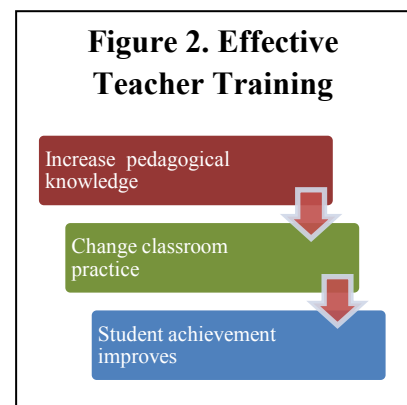 Figure 2. Effective
Teacher Training
Increase pedagogical
knowledge
Change classroom
practice
Student achievement
improves